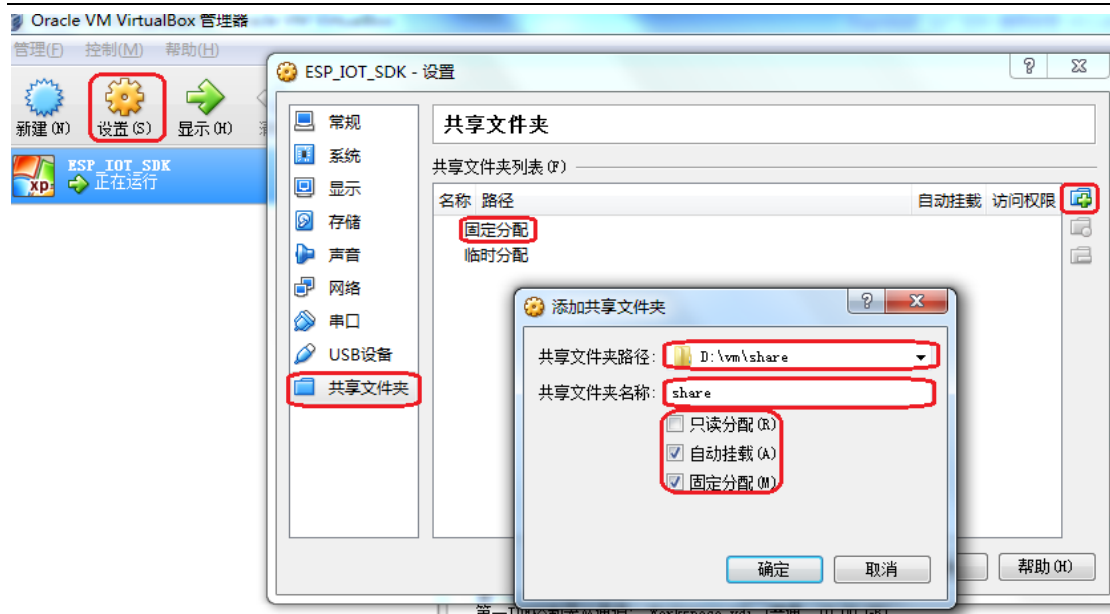 Oracle VM VirtualBox 管理器
管理(F) 控制(M) 帮助(H)
新建(N) 设置(S) 显示(H)
ESP_IOT_SDK
正在运行
ESP_IOT_SDK - 设置
常规
系统
显示
存储
声音
网络
串口
USB设备
共享文件夹
共享文件夹
共享文件夹列表(F)
名称 路径 自动挂载 访问权限
固定分配
临时分配
添加共享文件夹
共享文件夹路径: D:\vm\share
共享文件夹名称: share
只读分配(R)
自动挂载(A)
固定分配(M)
确定 取消
帮助(H)